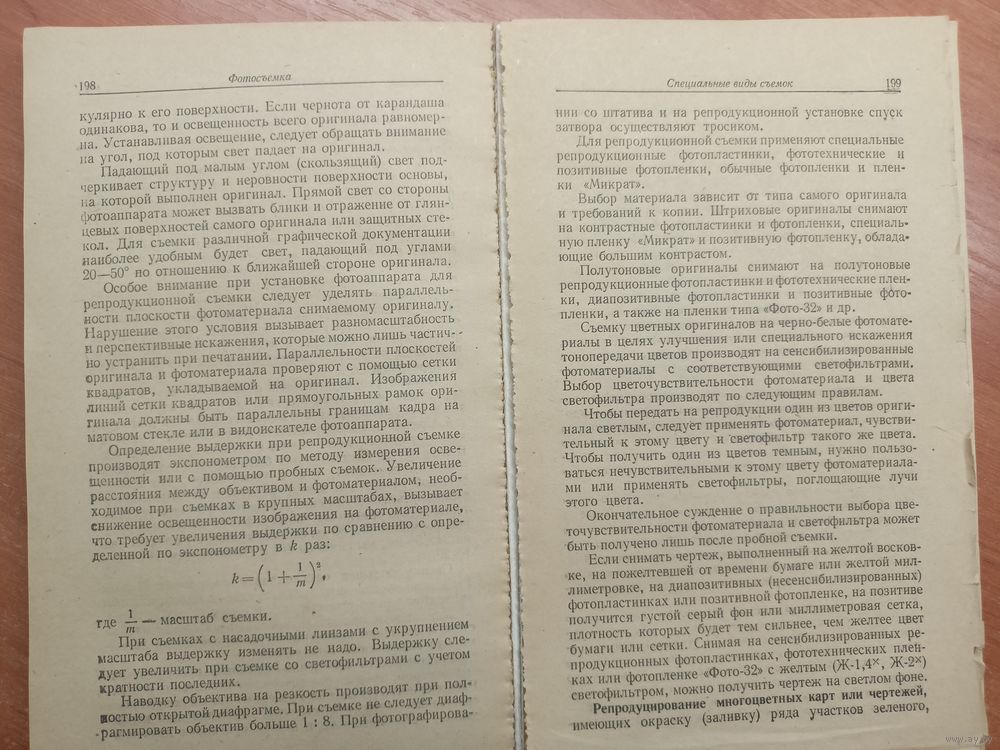 198
Фотосъемка
кулярно к его поверхности. Если чернота от карандаша
одинакова, то и освещенность всего оригинала равномер-
на. Устанавливая освещение, следует обращать внимание
на угол, под которым свет падает на оригинал.
Падающий под малым углом (скользящий) свет под-
черкивает структуру и неровности поверхности основы,
на которой выполнен оригинал. Прямой свет со стороны
фотоаппарата может вызвать блики и отражение от глян-
цевых поверхностей самого оригинала или защитных сте-
кол. Для съемки различной графической документации
наиболее удобным будет свет, падающий под углами
20—50° по отношению к ближайшей стороне оригинала.
Особое внимание при установке фотоаппарата для
репродукционной съемки следует уделять параллель-
ности плоскости фотоматериала снимаемому оригиналу.
Нарушение этого условия вызывает разномасштабность
и перспективные искажения, которые можно лишь частич-
но устранить при печатании. Параллельности плоскостей
оригинала и фотоматериала проверяют с помощью сетки
квадратов, укладываемой на оригинал. Изображения
линий сетки квадратов или прямоугольных рамок ори-
гинала должны быть параллельны границам кадра на
матовом стекле или в видоискателе фотоаппарата.
Определение выдержки при репродукционной съемке
производят экспонометром по методу измерения осве-
щенности или с помощью пробных съемок. Увеличение
расстояния между объективом и фотоматериалом, необ-
ходимое при съемках в крупных масштабах, вызывает
снижение освещенности изображения на фотоматериале,
что требует увеличения выдержки по сравнению с опре-
деленной по экспонометру в k раз:
k=(1+1/m)²,
где 1/m — масштаб съемки.
При съемках с насадочными линзами с укрупнением
масштаба выдержку изменять не надо. Выдержку сле-
дует увеличить при съемке со светофильтрами с учетом
кратности последних.
Наводку объектива на резкость производят при пол-
ностью открытой диафрагме. При съемке не следует диаф-
рагмировать объектив больше 1 : 8. При фотографирова-
Специальные виды съемок
199
нии со штатива и на репродукционной установке спуск
затвора осуществляют тросиком.
Для репродукционной съемки применяют специальные
репродукционные фотопластинки, фототехнические и
позитивные фотопленки, обычные фотопленки и плен-
ки «Микрат».
Выбор материала зависит от типа самого оригинала
и требований к копии. Штриховые оригиналы снимают
на контрастные фотопластинки и фотопленки, специаль-
ную пленку «Микрат» и позитивную фотопленку, облада-
ющие большим контрастом.
Полутоновые оригиналы снимают на полутоновые
репродукционные фотопластинки и фототехнические плен-
ки, диапозитивные фотопластинки и позитивные фото-
пленки, а также на пленки типа «Фото-32» и др.
Съемку цветных оригиналов на черно-белые фотомате-
риалы в целях улучшения или специального искажения
тонопередачи цветов производят на сенсибилизированные
фотоматериалы с соответствующими светофильтрами.
Выбор цветочувствительности фотоматериала и цвета
светофильтра производят по следующим правилам.
Чтобы передать на репродукции один из цветов ориги-
нала светлым, следует применять фотоматериал, чувстви-
тельный к этому цвету и светофильтр такого же цвета.
Чтобы получить один из цветов темным, нужно пользо-
ваться нечувствительными к этому цвету фотоматериала-
ми или применять светофильтры, поглощающие лучи
этого цвета.
Окончательное суждение о правильности выбора цве-
точувствительности фотоматериала и светофильтра может
быть получено лишь после пробной съемки.
Если снимать чертеж, выполненный на желтой восков-
ке, на пожелтевшей от времени бумаге или желтой мил-
лиметровке, на диапозитивных (несенсибилизированных)
фотопластинках или позитивной фотопленке, на позитиве
получится густой серый фон или миллиметровая сетка,
плотность которых будет тем сильнее, чем желтее цвет
бумаги или сетки. Снимая на сенсибилизированных ре-
продукционных фотопластинках, фототехнических плен-
ках или фотопленке «Фото-32» с желтым (Ж-1,4ˣ, Ж-2ˣ)
светофильтром, можно получить чертеж на светлом фоне.
Репродуцирование многоцветных карт или чертежей,
имеющих окраску (заливку) ряда участков зеленого,